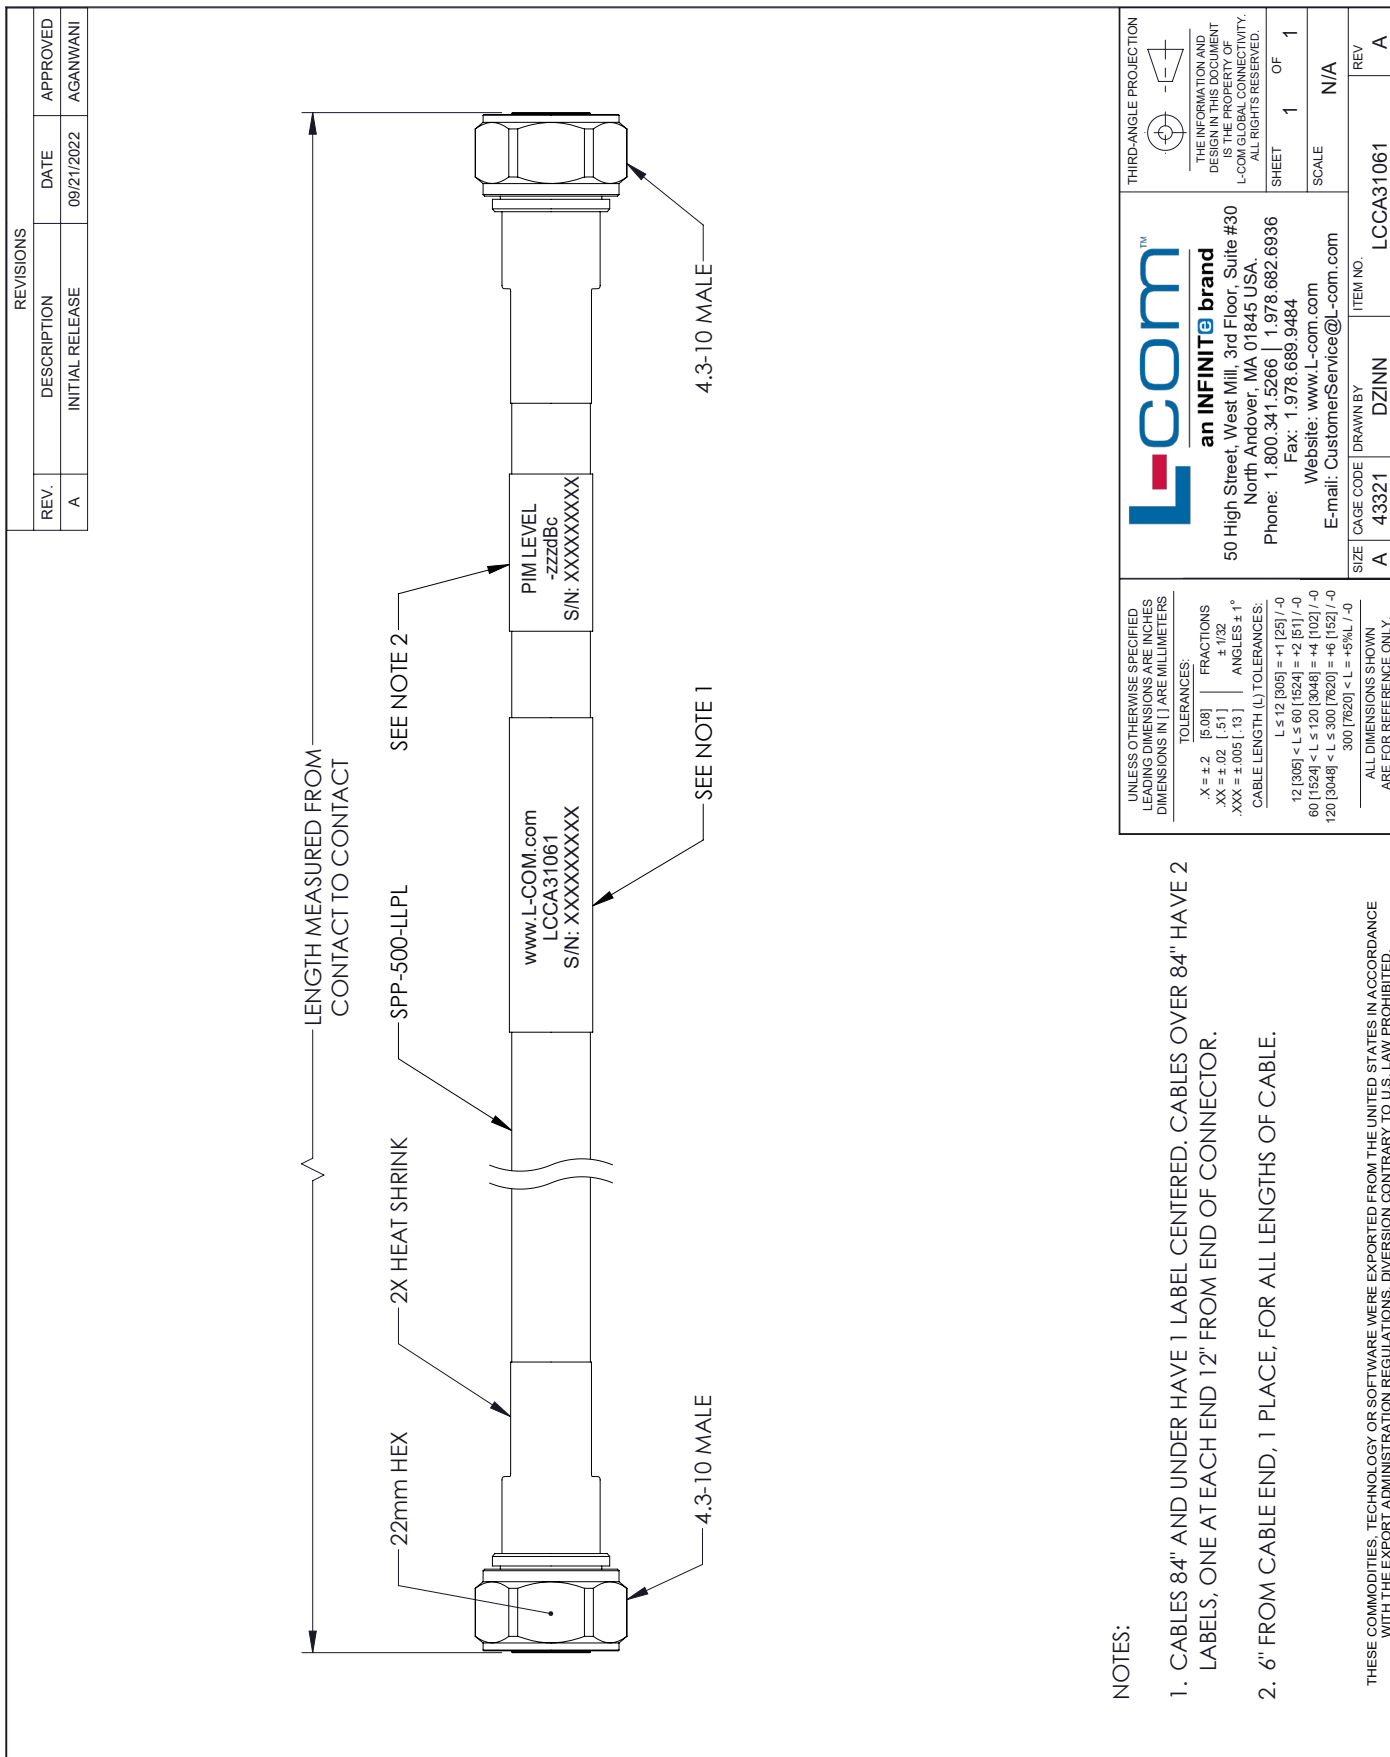 REVISIONS
REV.
DESCRIPTION
DATE
APPROVED
A
INITIAL RELEASE
09/21/2022
AGANWANI
LENGTH MEASURED FROM
CONTACT TO CONTACT
22mm HEX
2X HEAT SHRINK
SPP-500-LLPL
SEE NOTE 2
www.L-COM.com
LCCA31061
S/N: XXXXXXXXX
PIM LEVEL
-zzzdBc
S/N: XXXXXXXXX
4.3-10 MALE
SEE NOTE 1
4.3-10 MALE
NOTES:
1. CABLES 84" AND UNDER HAVE 1 LABEL CENTERED. CABLES OVER 84" HAVE 2
LABELS, ONE AT EACH END 12" FROM END OF CONNECTOR.
2. 6" FROM CABLE END, 1 PLACE, FOR ALL LENGTHS OF CABLE.
THESE COMMODITIES, TECHNOLOGY OR SOFTWARE WERE EXPORTED FROM THE UNITED STATES IN ACCORDANCE
WITH THE EXPORT ADMINISTRATION REGULATIONS. DIVERSION CONTRARY TO U.S. LAW PROHIBITED.
UNLESS OTHERWISE SPECIFIED
LEADING DIMENSIONS ARE INCHES
DIMENSIONS IN [ ] ARE MILLIMETERS
TOLERANCES:
.X = ±.2 [5.08] FRACTIONS
.XX = ±.02 [.51] ± 1/32
.XXX = ±.005 [.13] ANGLES ± 1°
CABLE LENGTH (L) TOLERANCES:
L ≤ 12 [305] = +1 [25] / -0
12 [305] < L ≤ 60 [1524] = +2 [51] / -0
60 [1524] < L ≤ 120 [3048] = +4 [102] / -0
120 [3048] < L ≤ 300 [7620] = +6 [152] / -0
300 [7620] < L = +5%L / -0
ALL DIMENSIONS SHOWN
ARE FOR REFERENCE ONLY.
L-com™
an INFINITe brand
50 High Street, West Mill, 3rd Floor, Suite #30
North Andover, MA 01845 USA.
Phone: 1.800.341.5266 | 1.978.682.6936
Fax: 1.978.689.9484
Website: www.L-com.com
E-mail: CustomerService@L-com.com
THIRD-ANGLE PROJECTION
THE INFORMATION AND
DESIGN IN THIS DOCUMENT
IS THE PROPERTY OF
L-COM GLOBAL CONNECTIVITY.
ALL RIGHTS RESERVED.
SHEET 1 OF 1
SCALE N/A
SIZE A
CAGE CODE 43321
DRAWN BY DZINN
ITEM NO. LCCA31061
REV A